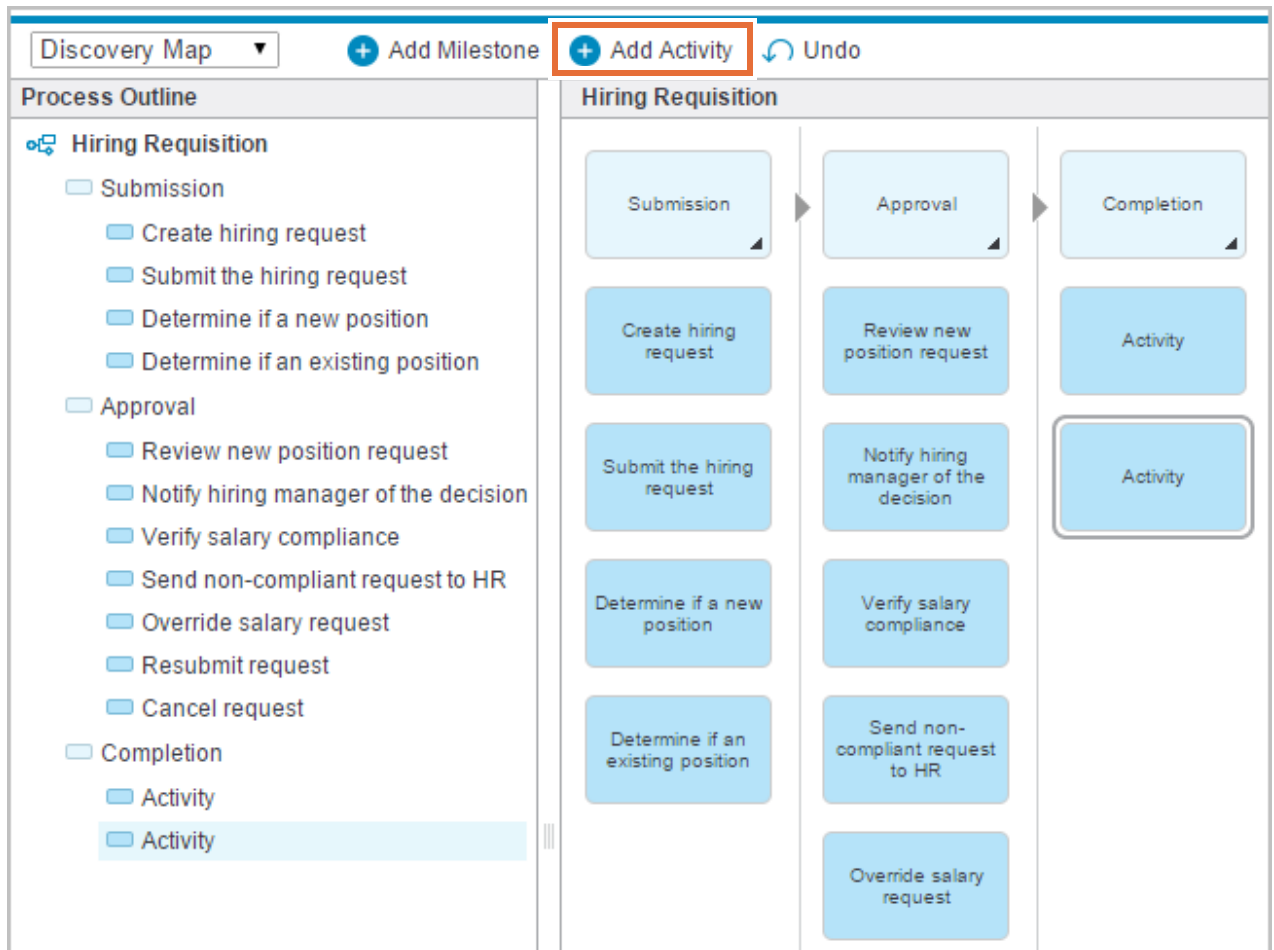 Discovery Map
Add Milestone
Add Activity
Undo
Process Outline
Hiring Requisition
Submission
Create hiring request
Submit the hiring request
Determine if a new position
Determine if an existing position
Approval
Review new position request
Notify hiring manager of the decision
Verify salary compliance
Send non-compliant request to HR
Override salary request
Resubmit request
Cancel request
Completion
Activity
Activity
Hiring Requisition
Submission
Approval
Completion
Create hiring
request
Review new
position request
Activity
Submit the hiring
request
Notify hiring
manager of the
decision
Activity
Determine if a new
position
Verify salary
compliance
Determine if an
existing position
Send non-
compliant request
to HR
Override salary
request